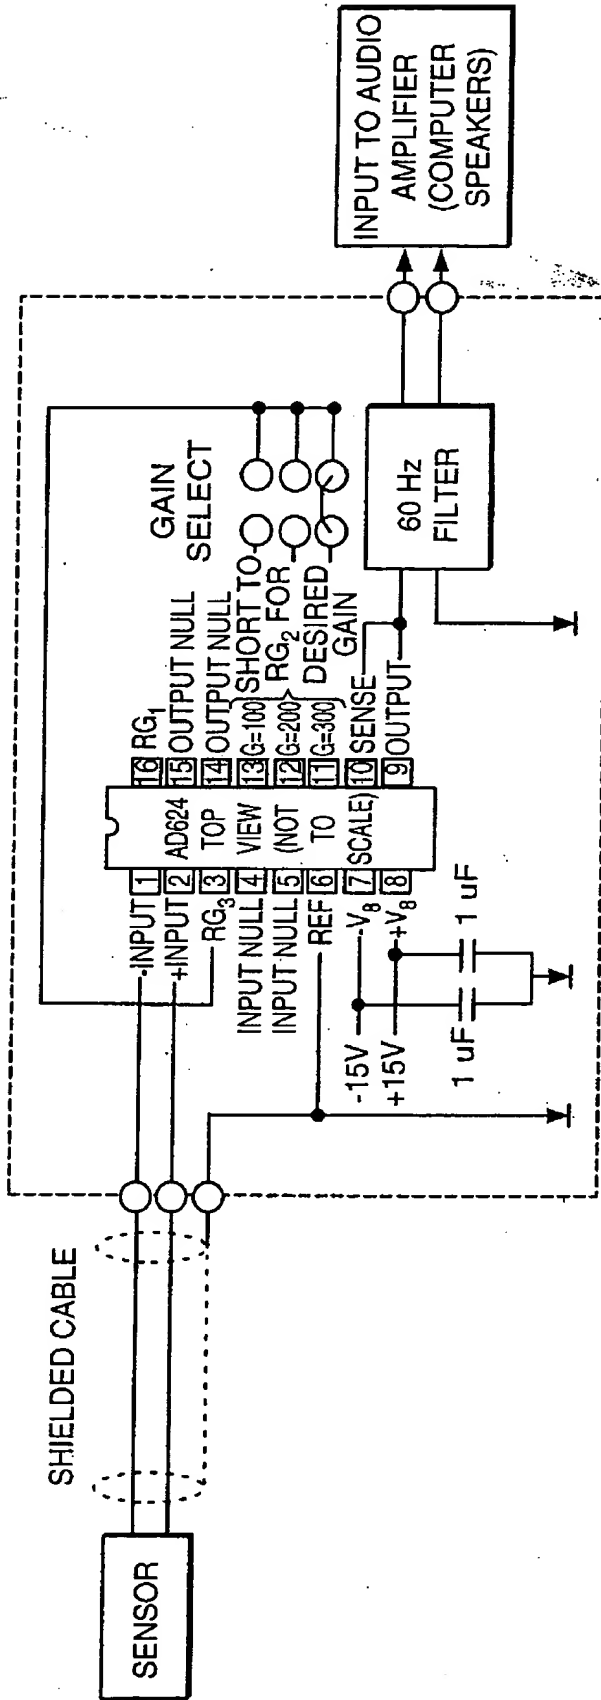 SENSOR
SHIELDED CABLE
-INPUT
+INPUT
RG3
INPUT NULL
INPUT NULL
REF
-15V
-V8
+15V
+V8
1 uF
1 uF
1
2
3
4
5
6
7
8
AD624
TOP
VIEW
(NOT
TO
SCALE)
16
15
14
13
12
11
10
9
RG1
OUTPUT NULL
OUTPUT NULL
G=100
G=200
G=300
SENSE
OUTPUT
SHORT TO
RG2 FOR
DESIRED
GAIN
GAIN
SELECT
60 Hz
FILTER
INPUT TO AUDIO
AMPLIFIER
(COMPUTER
SPEAKERS)